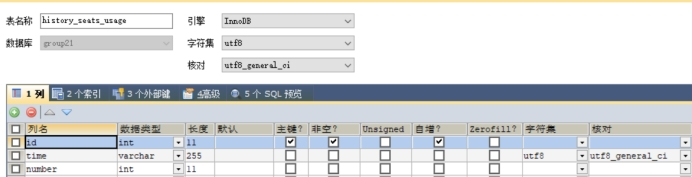 表名称 history_seats_usage 引擎 InnoDB
数据库 group21 字符集 utf8
核对 utf8_general_ci
1 列 2 个索引 3 个外部键 4高级 5 个 SQL 预览
列名 数据类型 长度 默认 主键? 非空? Unsigned 自增? Zerofill? 字符集 核对
id int 11
time varchar 255 utf8 utf8_general_ci
number int 11